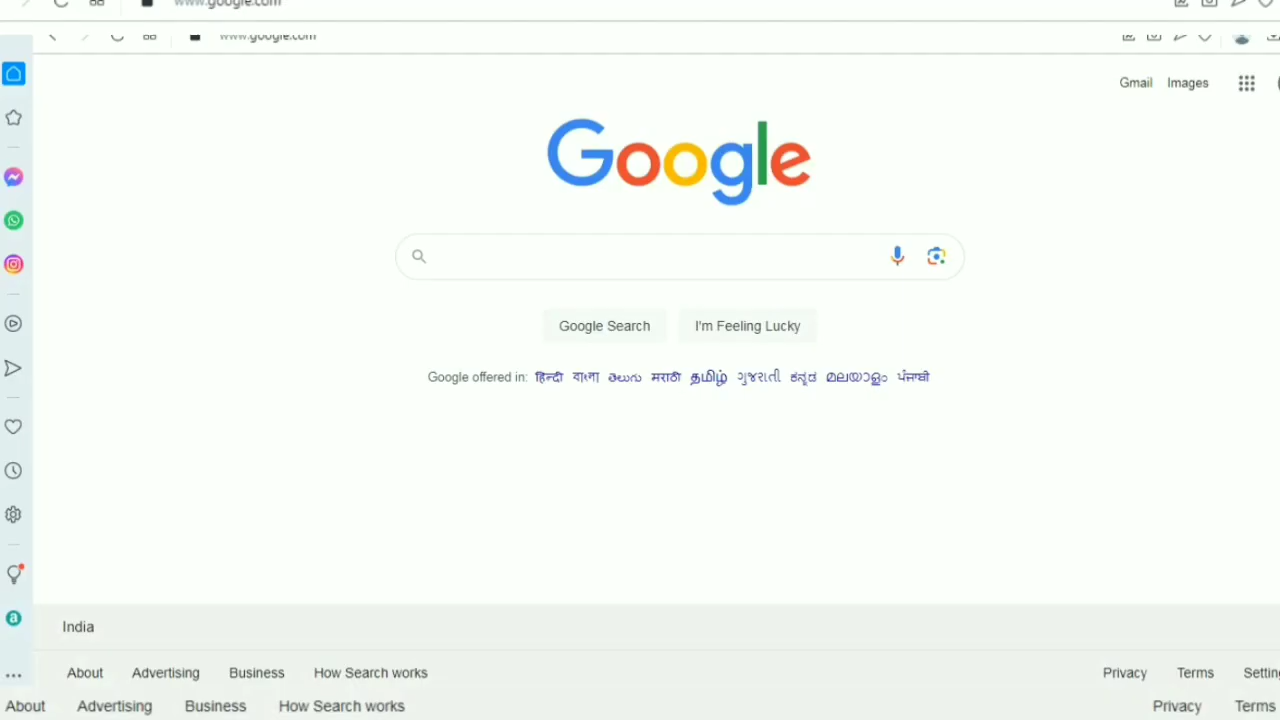 www.google.com
www.google.com
Gmail Images
Google
Google Search I'm Feeling Lucky
Google offered in: हिन्दी বাংলা తెలుగు मराठी தமிழ் ગુજરાતી ಕನ್ನಡ മലയാളം ਪੰਜਾਬੀ
a
India
About Advertising Business How Search works Privacy Terms Settin
About Advertising Business How Search works Privacy Terms